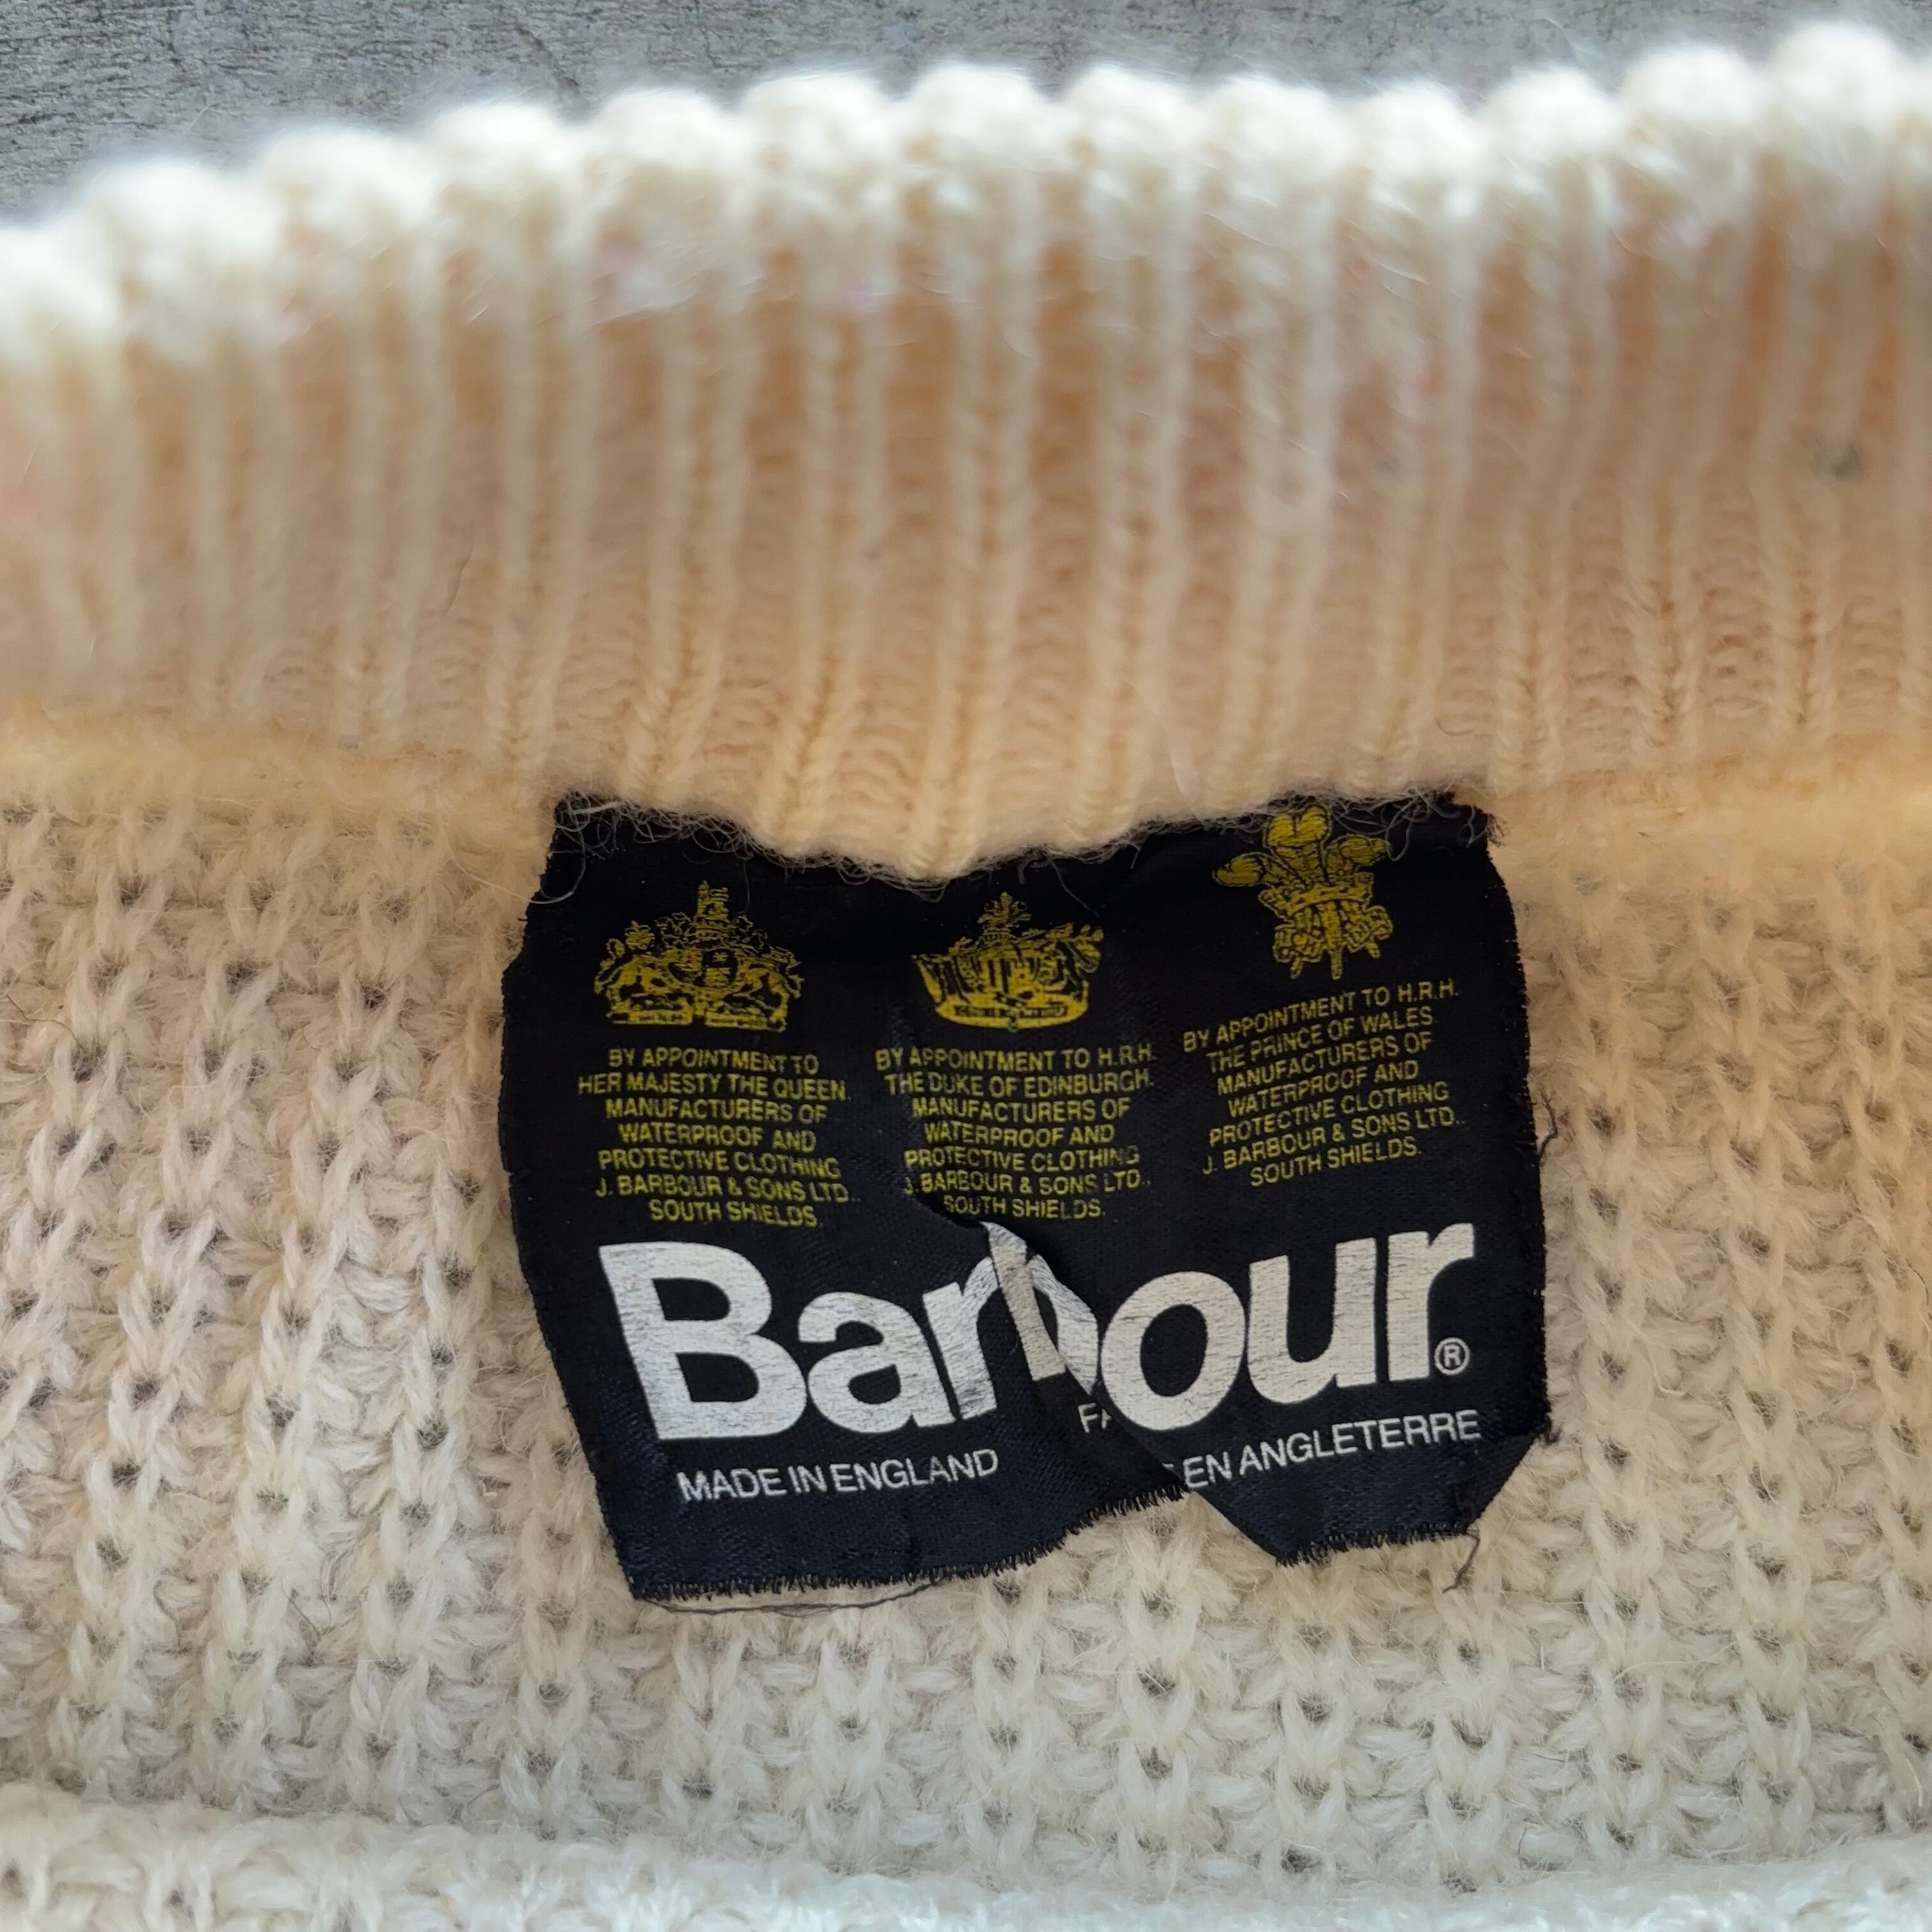 BY APPOINTMENT TO
HER MAJESTY THE QUEEN.
MANUFACTURERS OF
WATERPROOF AND
PROTECTIVE CLOTHING
J. BARBOUR & SONS LTD..
SOUTH SHIELDS.
BY APPOINTMENT TO H.R.H.
THE DUKE OF EDINBURGH.
MANUFACTURERS OF
WATERPROOF AND
PROTECTIVE CLOTHING
J. BARBOUR & SONS LTD..
SOUTH SHIELDS.
BY APPOINTMENT TO H.R.H.
THE PRINCE OF WALES
MANUFACTURERS OF
WATERPROOF AND
PROTECTIVE CLOTHING
J. BARBOUR & SONS LTD..
SOUTH SHIELDS.
Barbour®
MADE IN ENGLAND EN ANGLETERRE